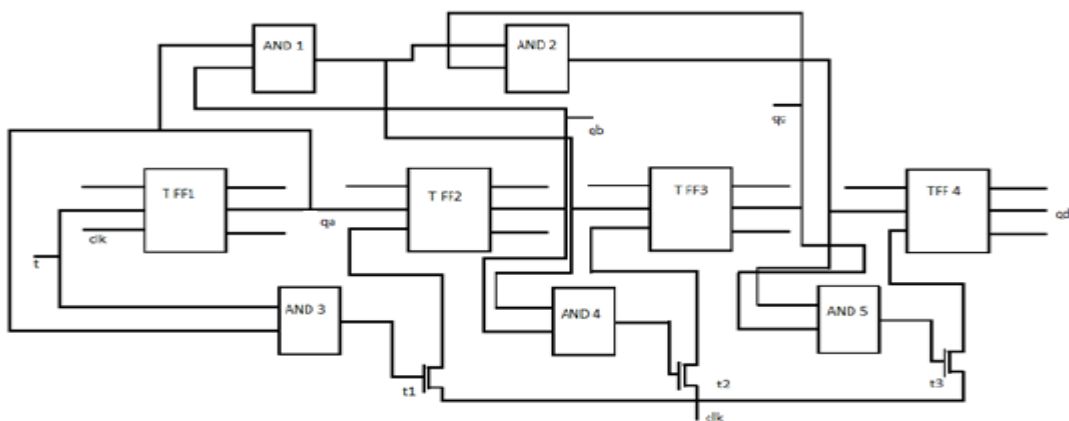 AND 1
AND 2
qb
qc
T FF1
T FF2
T FF3
TFF 4
clk
qa
qd
t
AND 3
AND 4
AND 5
t1
t2
t3
clk